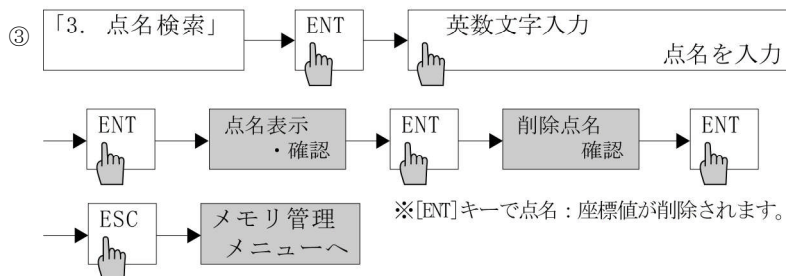 ③
「3. 点名検索」
ENT
英数文字入力
点名を入力
ENT
点名表示
・確認
ENT
削除点名
確認
ENT
ESC
メモリ管理
メニューへ
※[ENT]キーで点名：座標値が削除されます。